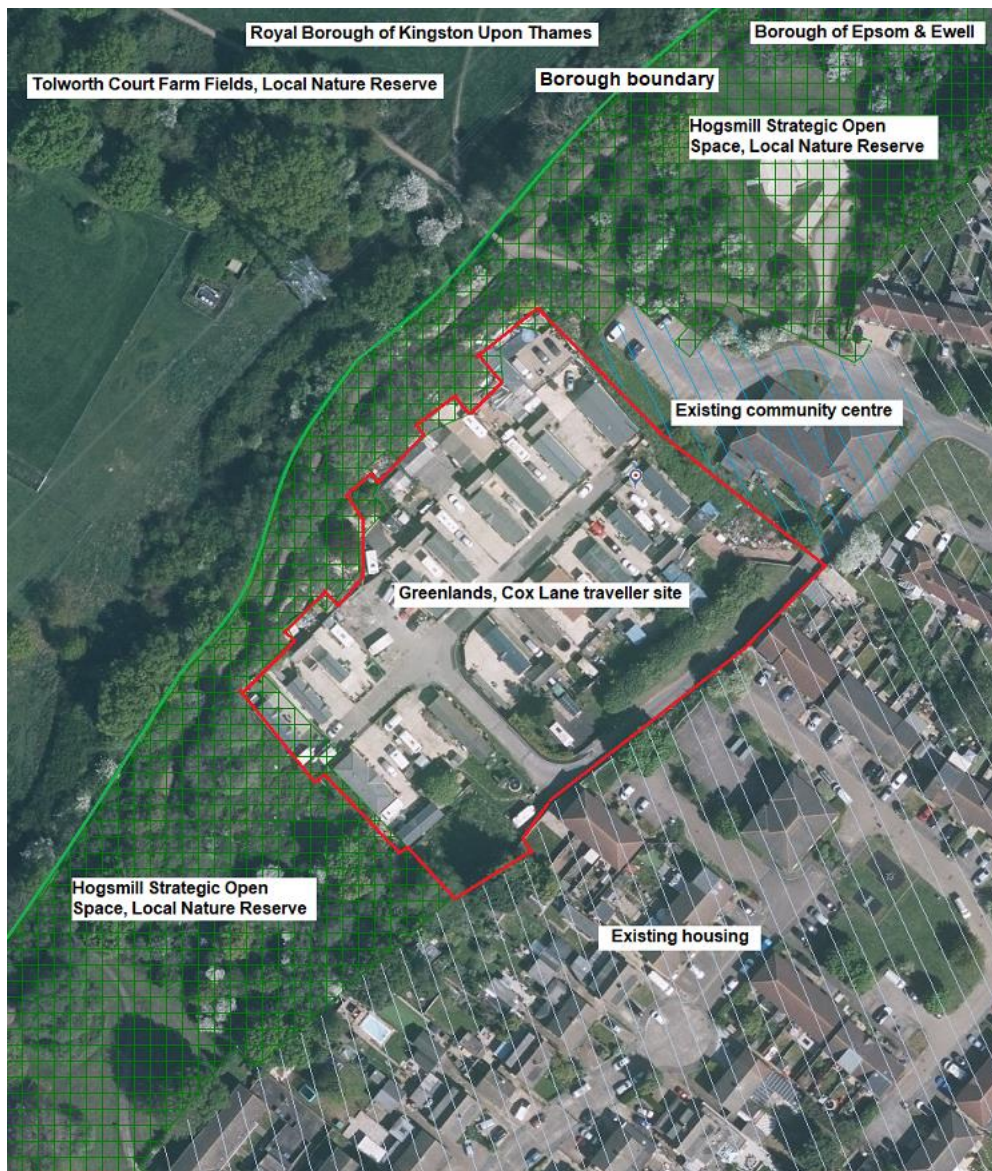 Royal Borough of Kingston Upon Thames
Borough of Epsom & Ewell
Tolworth Court Farm Fields, Local Nature Reserve
Borough boundary
Hogsmill Strategic Open
Space, Local Nature Reserve
Existing community centre
Greenlands, Cox Lane traveller site
Hogsmill Strategic Open
Space, Local Nature Reserve
Existing housing